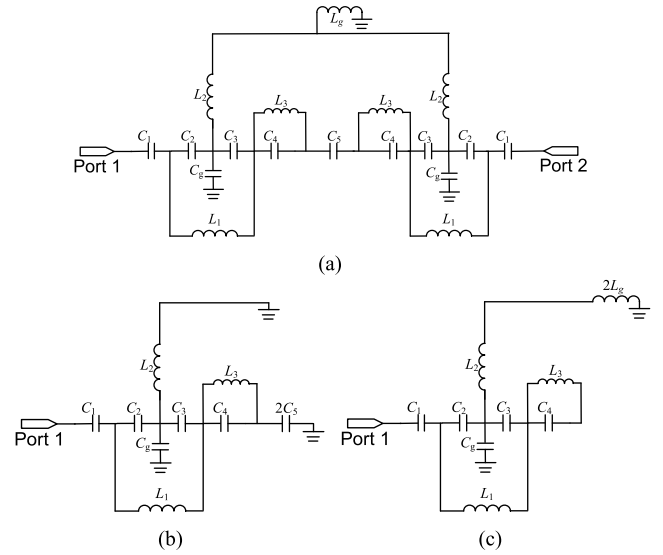 Lg
L2 L3 L3 L2
C1 C2 C3 C4 C5 C4 C3 C2 C1
Port 1 Cg Cg Port 2
L1 L1
(a)
2Lg
L2 L3 L2 L3
C1 C2 C3 C4 2C5 C1 C2 C3 C4
Port 1 Cg Port 1 Cg
L1 L1
(b) (c)